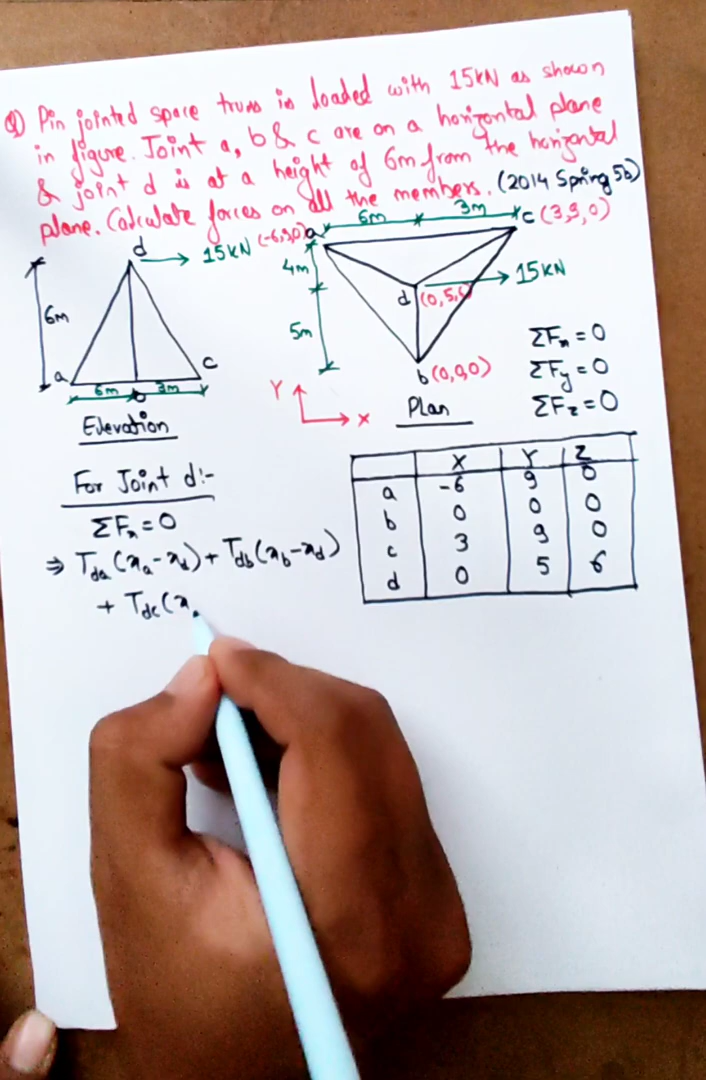 Q) Pin jointed space truss is loaded with 15kN as shown
in figure. Joint a, b & c are on a horizontal plane
& joint d is at a height of 6m from the horizontal
plane. Calculate forces on all the members. (2014 Spring 5b)
d
15kN
6m
a
c
6m
b
3m
Elevation
(-6,9,0) a
6m
3m
c (3,9,0)
4m
d (0,5,6)
15kN
5m
b (0,0,0)
Y
X
Plan
ΣFx = 0
ΣFy = 0
ΣFz = 0
X Y Z
a -6 9 0
b 0 0 0
c 3 9 0
d 0 5 6
For Joint d:-
ΣFx = 0
⇒ Tda (xa - xd) + Tdb (xb - xd)
+ Tdc (x